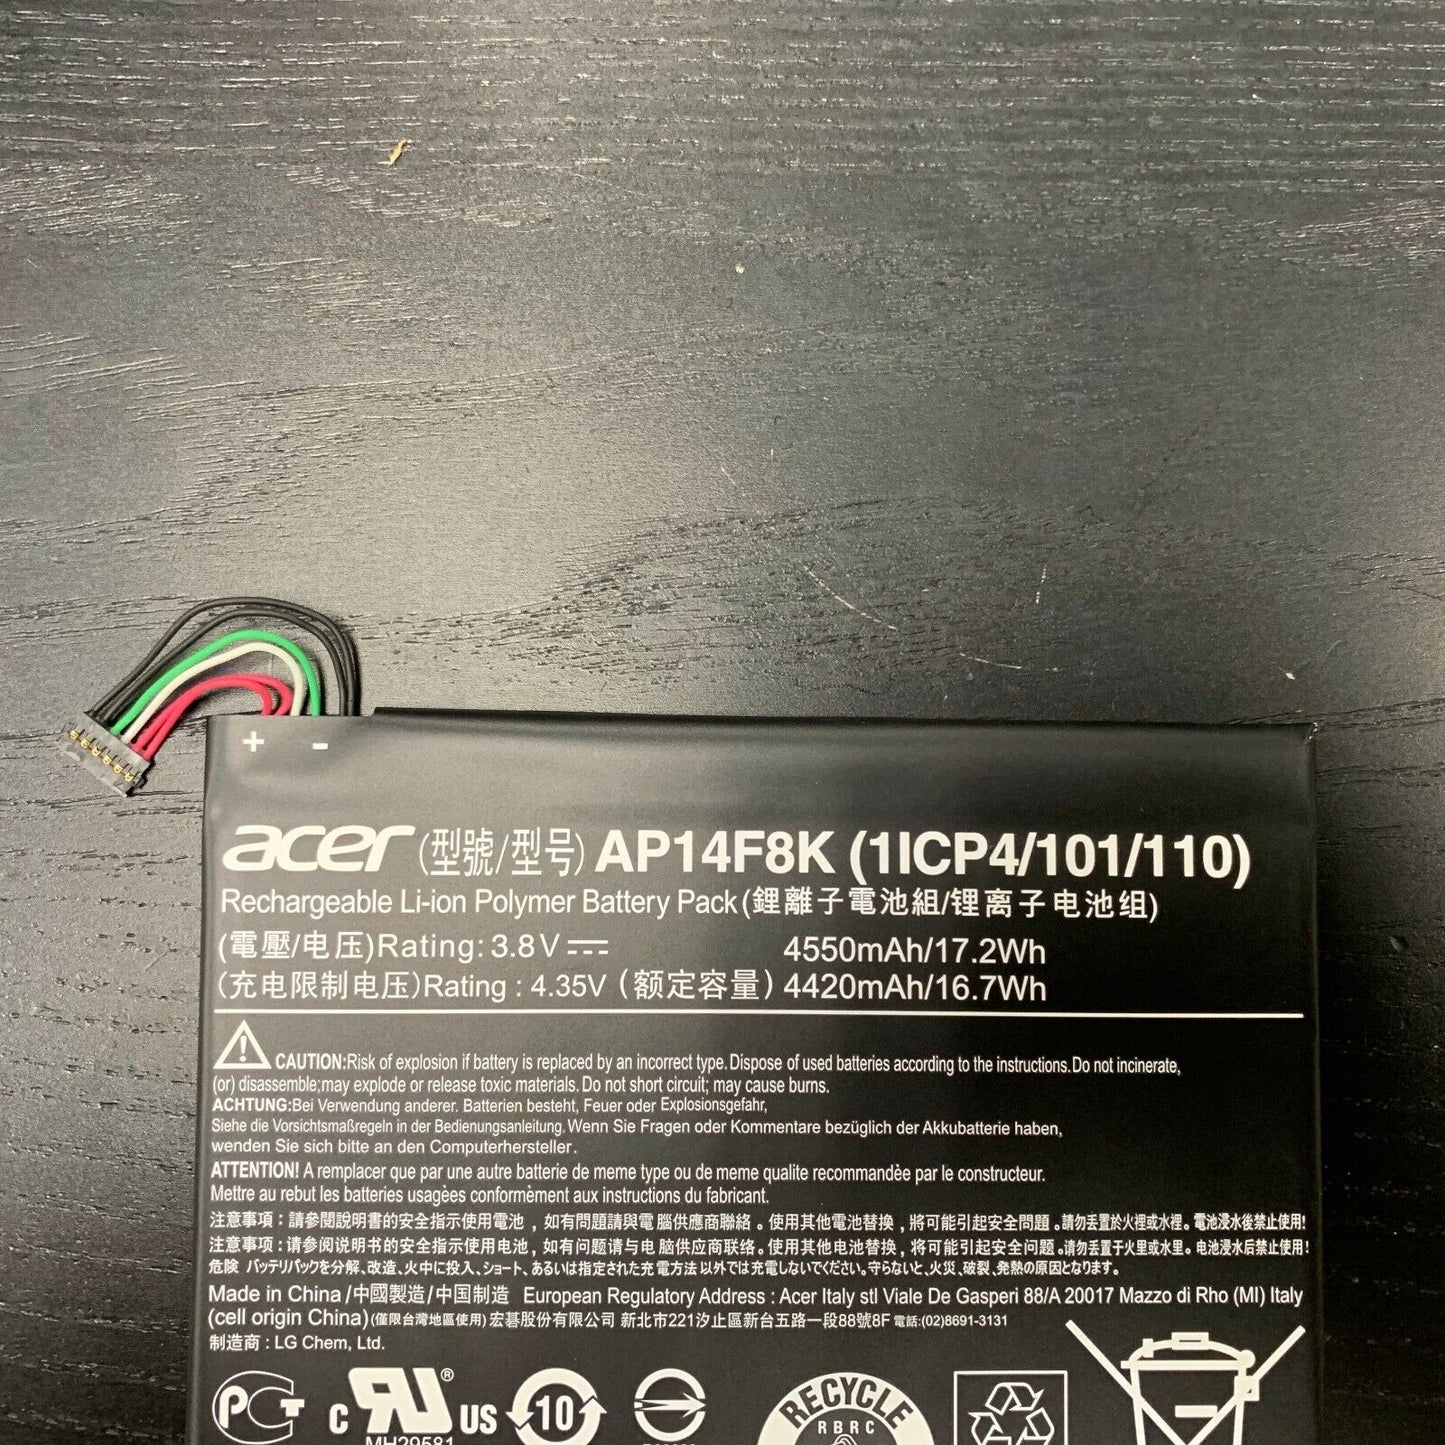 + -
acer (型號/型号) AP14F8K (1ICP4/101/110)
Rechargeable Li-ion Polymer Battery Pack (鋰離子電池組/锂离子电池组)
(電壓/电压)Rating: 3.8V 4550mAh/17.2Wh
(充电限制电压)Rating : 4.35V (额定容量) 4420mAh/16.7Wh
CAUTION:Risk of explosion if battery is replaced by an incorrect type. Dispose of used batteries according to the instructions. Do not incinerate,
(or) disassemble; may explode or release toxic materials. Do not short circuit; may cause burns.
ACHTUNG:Bei Verwendung anderer. Batterien besteht, Feuer oder Explosionsgefahr,
Siehe die Vorsichtsmaßregeln in der Bedienungsanleitung. Wenn Sie Fragen oder Kommentare bezüglich der Akkubatterie haben,
wenden Sie sich bitte an den Computerhersteller.
ATTENTION! A remplacer que par une autre batterie de meme type ou de meme qualite recommandèe par le constructeur.
Mettre au rebut les batteries usagèes conformèment aux instructions du fabricant.
注意事項：請參閱說明書的安全指示使用電池，如有問題請與電腦供應商聯絡。使用其他電池替換，將可能引起安全問題。請勿丟置於火裡或水裡。電池浸水後禁止使用!
注意事项：请参阅说明书的安全指示使用电池，如有问题请与电脑供应商联络。使用其他电池替换，将可能引起安全问题。请勿丢置于火里或水里。电池浸水后禁止使用!
危険 バッテリパックを分解、改造、火中に投入、ショート、あるいは指定された充電方法以外では充電しないでください。守らないと、火災、破裂、発熱の原因となります。
Made in China/中國製造/中国制造 European Regulatory Address : Acer Italy stl Viale De Gasperi 88/A 20017 Mazzo di Rho (MI) Italy
(cell origin China) (僅限台灣地區使用) 宏碁股份有限公司 新北市221汐止區新台五路一段88號8F 電話:(02)8691-3131
制造商 : LG Chem, Ltd.
c RU ® US 10 RECYCLE
MH29581 RBRC